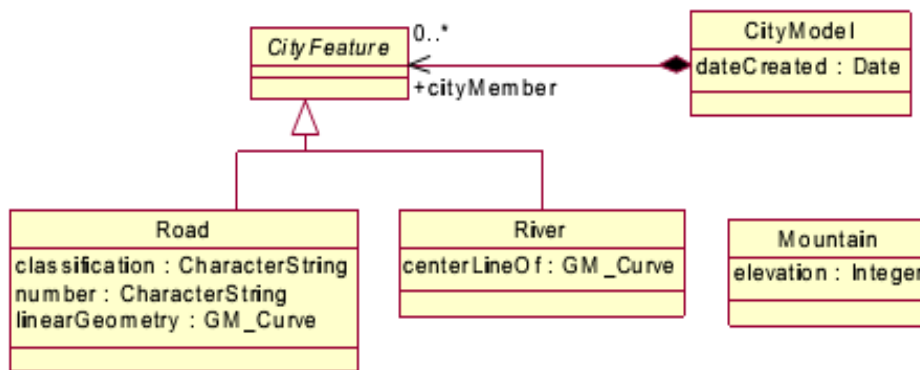 CityFeature
0..*
+cityMember
CityModel
dateCreated : Date
Road
classification : CharacterString
number : CharacterString
linearGeometry : GM_Curve
River
centerLineOf : GM_Curve
Mountain
elevation : Integer